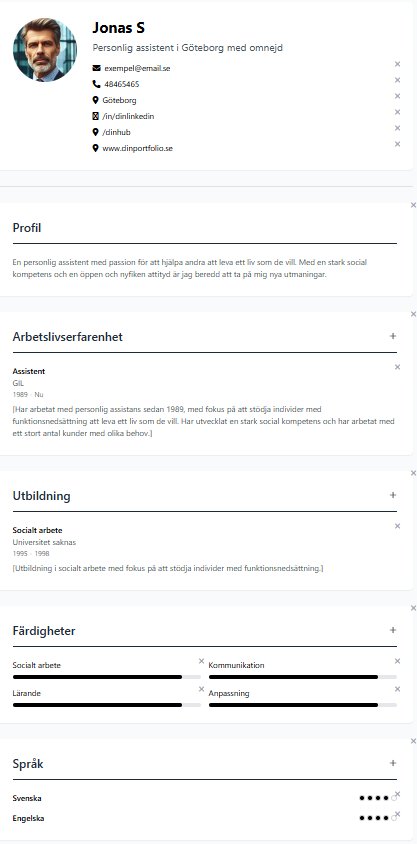 Jonas S
Personlig assistent i Göteborg med omnejd
exempel@email.se
48465465
Göteborg
/in/dinlinkedin
/dinhub
www.dinportfolio.se
Profil
En personlig assistent med passion för att hjälpa andra att leva ett liv som de vill. Med en stark social
kompetens och en öppen och nyfiken attityd är jag beredd att ta på mig nya utmaningar.
Arbetslivserfarenhet
Assistent
GIL
1989 - Nu
[Har arbetat med personlig assistans sedan 1989, med fokus på att stödja individer med
funktionsnedsättning att leva ett liv som de vill. Har utvecklat en stark social kompetens och har arbetat med
ett stort antal kunder med olika behov.]
Utbildning
Socialt arbete
Universitet saknas
1995 - 1998
[Utbildning i socialt arbete med fokus på att stödja individer med funktionsnedsättning.]
Färdigheter
Socialt arbete
Kommunikation
Lärande
Anpassning
Språk
Svenska
Engelska